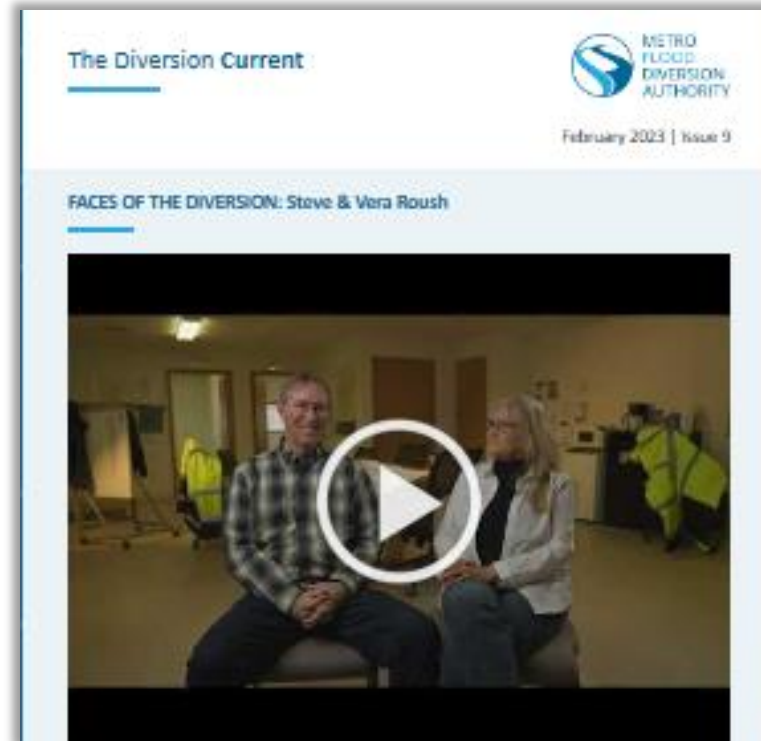 The Diversion Current
METRO
FLOOD
DIVERSION
AUTHORITY
February 2023 | Issue 9
FACES OF THE DIVERSION: Steve & Vera Roush